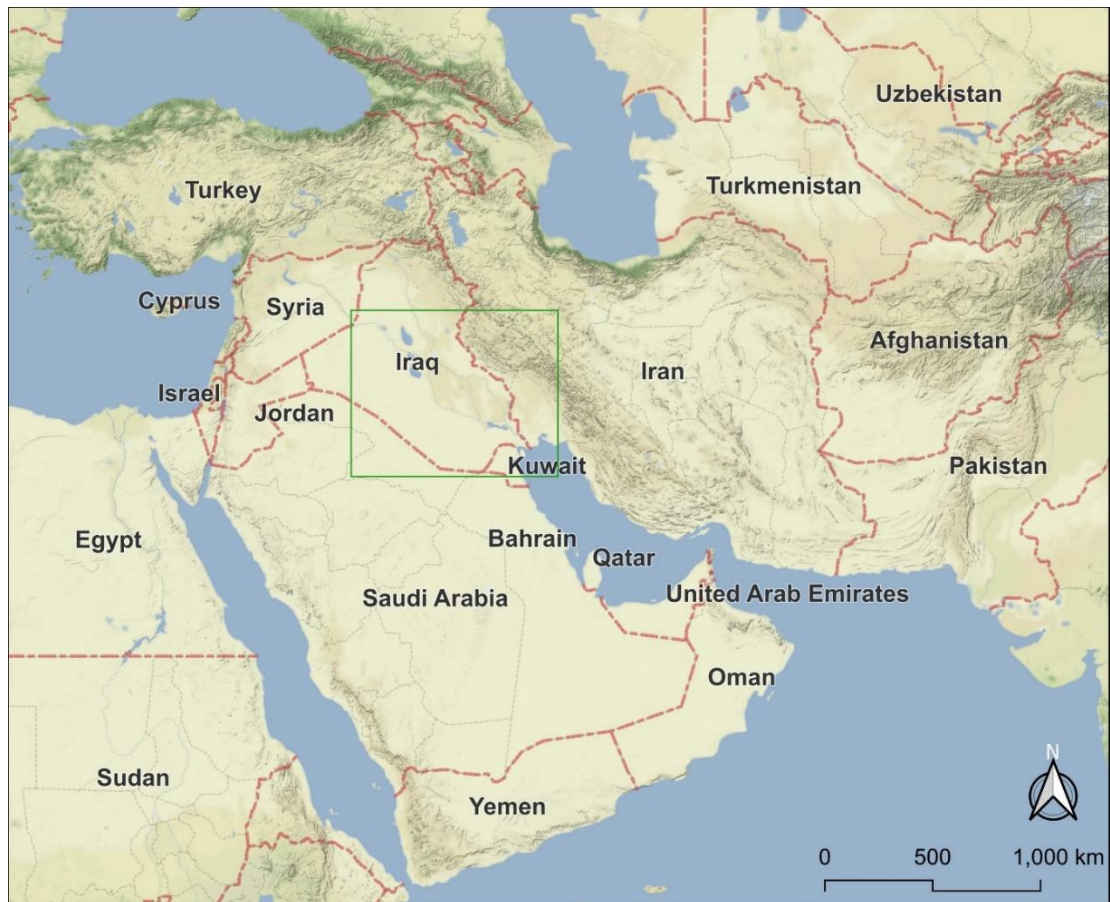 Uzbekistan
Turkey
Turkmenistan
Cyprus
Syria
Afghanistan
Iraq
Iran
Israel
Jordan
Kuwait
Pakistan
Egypt
Bahrain
Qatar
Saudi Arabia
United Arab Emirates
Oman
Sudan
Yemen
N
0 500 1,000 km